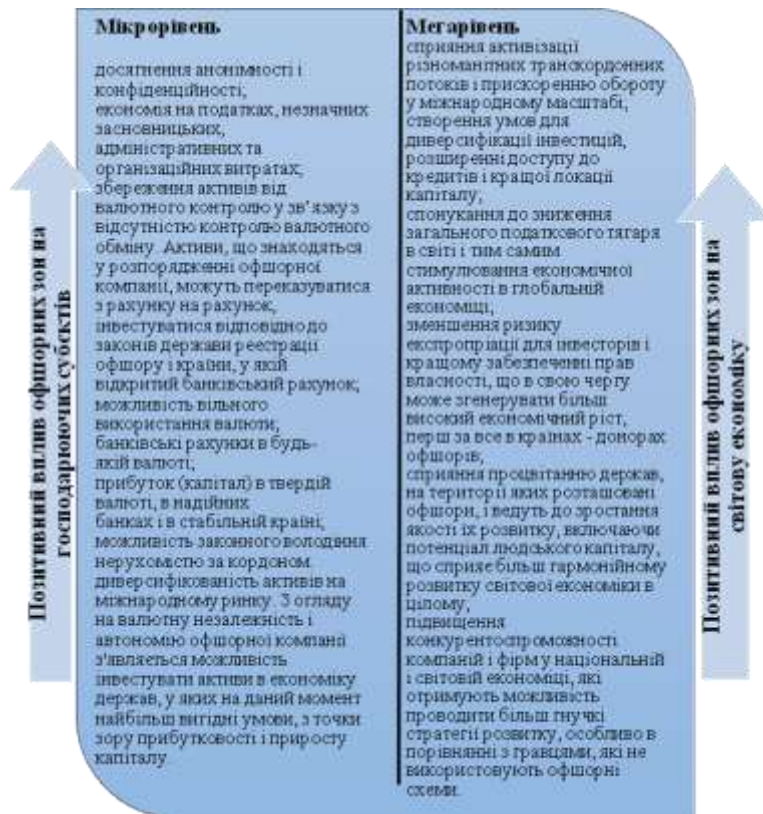 Позитивний вплив офшорних зон на
господарюючих субєктів
Мікрорівень
досягнення анонімності і
конфіденційності;
економія на податках, незначних
засновницьких,
адміністративних та
організаційних витратах;
збереження активів від
валютного контролю у зв'язку з
відсутністю контролю валютного
обміну. Активи, що знаходяться
у розпорядженні офшорної
компанії, можуть переказуватися
з рахунку на рахунок,
інвестуватися відповідно до
законів держави реєстрації
офшору і країни, у якій
відкритий банківський рахунок;
можливість вільного
використання валюти;
банківські рахунки в будь-
якій валюті;
прибуток (капітал) в твердій
валюті, в надійних
банках і в стабільній країні;
можливість законного володіння
нерухомістю за кордоном.
диверсифікованість активів на
міжнародному ринку. З огляду
на валютну незалежність і
автономію офшорної компанії
з'являється можливість
інвестувати активи в економіку
держав, у яких на даний момент
найбільш вигідні умови, з точки
зору прибутковості і приросту
капіталу.
Мегарівень
сприяння активізації
різноманітних транскордонних
потоків і прискоренню обороту
у міжнародному масштабі;
створення умов для
диверсифікації інвестицій,
розширенні доступу до
кредитів і кращої локації
капіталу;
спонукання до зниження
загального податкового тягаря
в світі і тим самим
стимулювання економічної
активності в глобальній
економіці;
зменшення ризику
експропріації для інвесторів і
кращому забезпеченні прав
власності, що в свою чергу
може згенерувати більш
високий економічний ріст,
перш за все в країнах - донорах
офшорів;
сприяння процвітанню держав,
на території яких розташовані
офшори, і ведуть до зростання
якості їх розвитку, включаючи
потенціал людського капіталу,
що сприяє більш гармонійному
розвитку світової економіки в
цілому;
підвищення
конкурентоспроможності
компаній і фірм у національній
і світовій економіці, які
отримують можливість
проводити більш гнучкі
стратегії розвитку, особливо в
порівнянні з гравцями, які не
використовують офшорні
схеми.
Позитивний вплив офшорних зон на
світову економіку